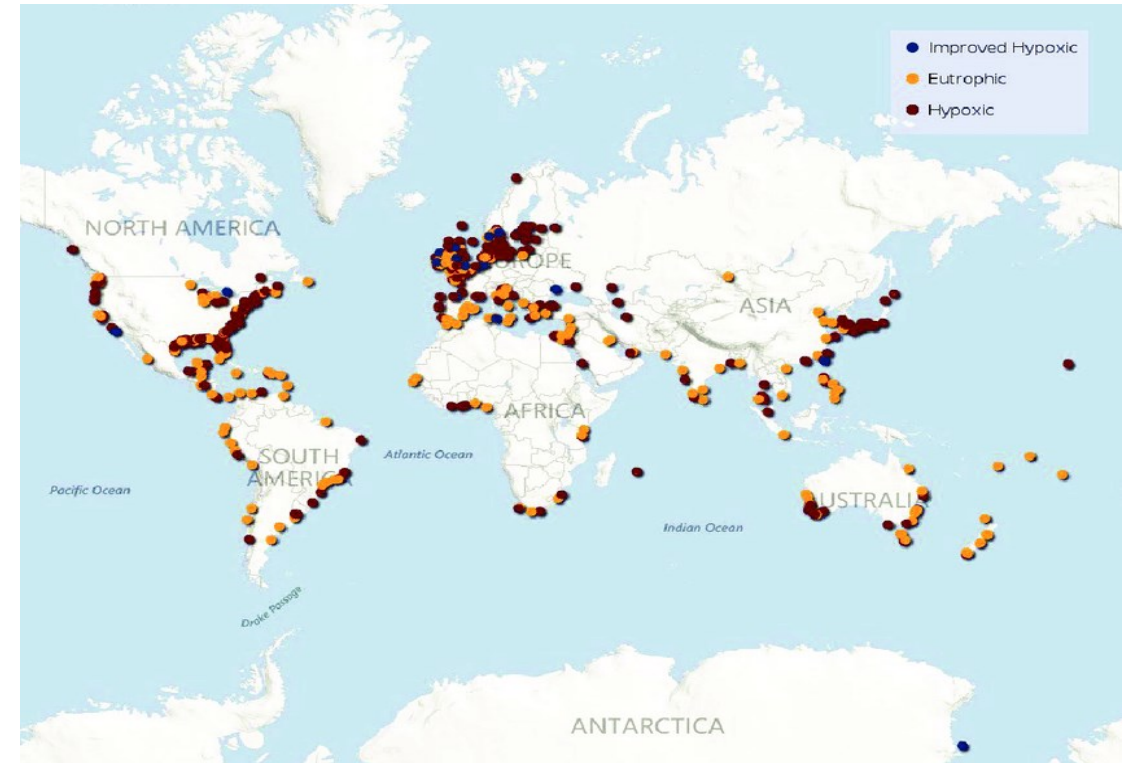 Improved Hypoxic
Eutrophic
Hypoxic
NORTH AMERICA
EUROPE
ASIA
AFRICA
Atlantic Ocean
SOUTH
AMERICA
Pacific Ocean
AUSTRALIA
Indian Ocean
Drake Passage
ANTARCTICA